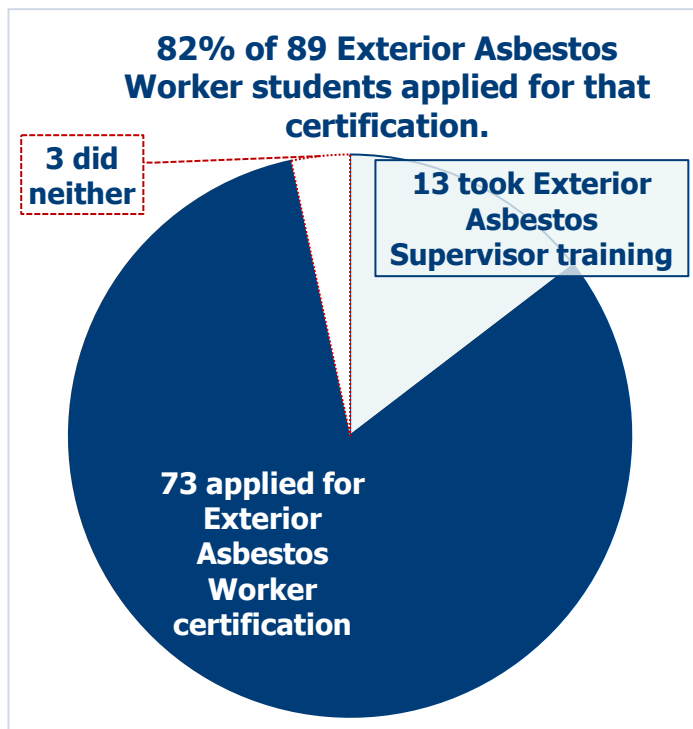 82% of 89 Exterior Asbestos
Worker students applied for that
certification.
3 did
neither
13 took Exterior
Asbestos
Supervisor training
73 applied for
Exterior
Asbestos
Worker
certification